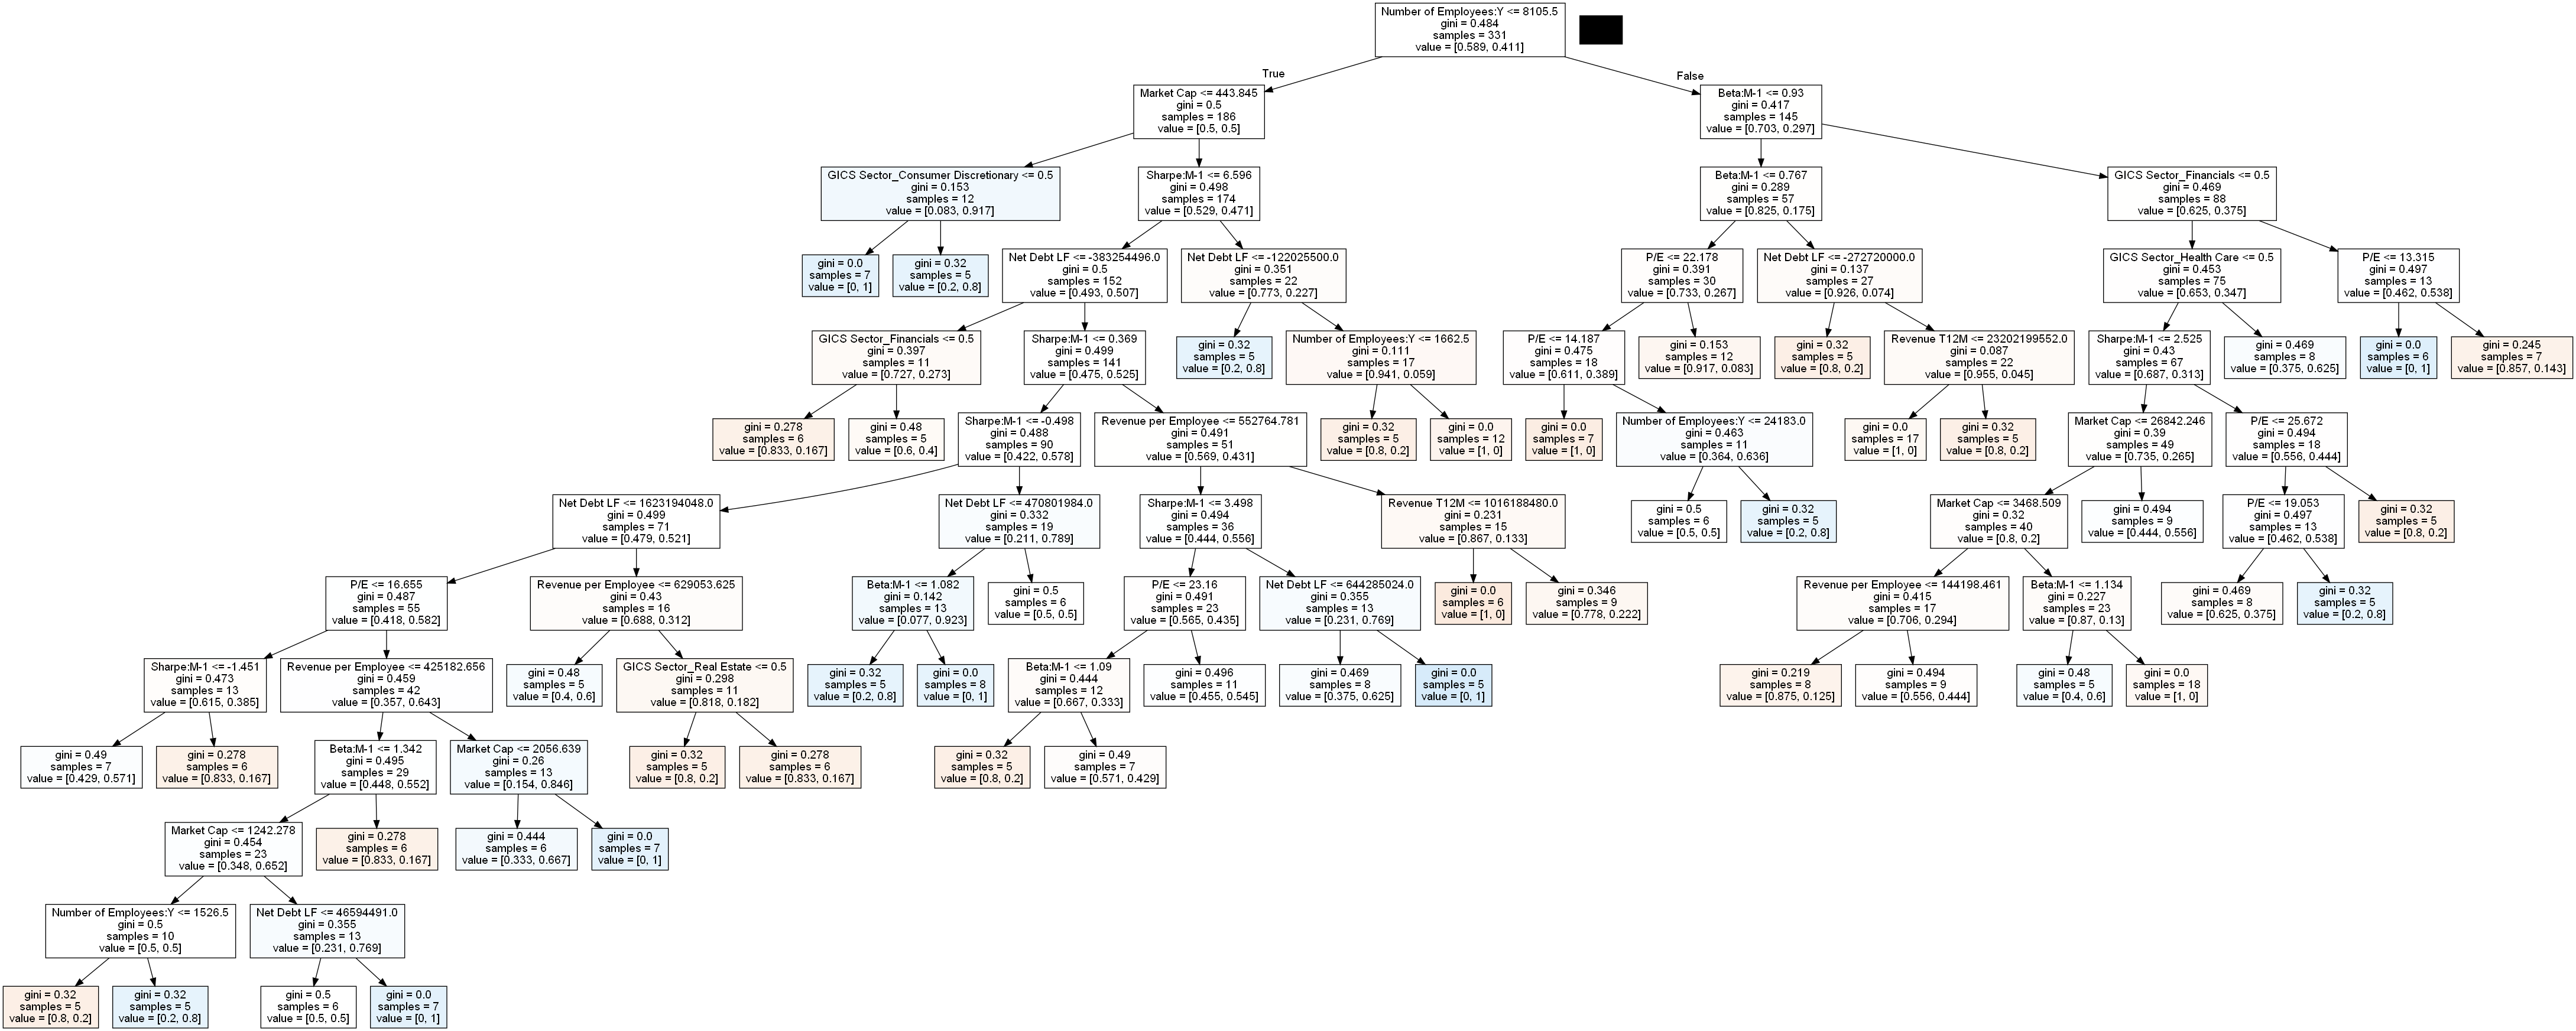 Number of Employees:Y <= 8105.5
gini = 0.484
samples = 331
value = [0.589, 0.411]
True
False
Market Cap <= 443.845
gini = 0.5
samples = 186
value = [0.5, 0.5]
Beta:M-1 <= 0.93
gini = 0.417
samples = 145
value = [0.703, 0.297]
GICS Sector_Consumer Discretionary <= 0.5
gini = 0.153
samples = 12
value = [0.083, 0.917]
Sharpe:M-1 <= 6.596
gini = 0.498
samples = 174
value = [0.529, 0.471]
Beta:M-1 <= 0.767
gini = 0.289
samples = 57
value = [0.825, 0.175]
GICS Sector_Financials <= 0.5
gini = 0.469
samples = 88
value = [0.625, 0.375]
gini = 0.0
samples = 7
value = [0, 1]
gini = 0.32
samples = 5
value = [0.2, 0.8]
Net Debt LF <= -383254496.0
gini = 0.5
samples = 152
value = [0.493, 0.507]
Net Debt LF <= -122025500.0
gini = 0.351
samples = 22
value = [0.773, 0.227]
P/E <= 22.178
gini = 0.391
samples = 30
value = [0.733, 0.267]
Net Debt LF <= -272720000.0
gini = 0.137
samples = 27
value = [0.926, 0.074]
GICS Sector_Health Care <= 0.5
gini = 0.453
samples = 75
value = [0.653, 0.347]
P/E <= 13.315
gini = 0.497
samples = 13
value = [0.462, 0.538]
GICS Sector_Financials <= 0.5
gini = 0.397
samples = 11
value = [0.727, 0.273]
Sharpe:M-1 <= 0.369
gini = 0.499
samples = 141
value = [0.475, 0.525]
gini = 0.32
samples = 5
value = [0.2, 0.8]
Number of Employees:Y <= 1662.5
gini = 0.111
samples = 17
value = [0.941, 0.059]
P/E <= 14.187
gini = 0.475
samples = 18
value = [0.611, 0.389]
gini = 0.153
samples = 12
value = [0.917, 0.083]
gini = 0.32
samples = 5
value = [0.8, 0.2]
Revenue T12M <= 23202199552.0
gini = 0.087
samples = 22
value = [0.955, 0.045]
Sharpe:M-1 <= 2.525
gini = 0.43
samples = 67
value = [0.687, 0.313]
gini = 0.469
samples = 8
value = [0.375, 0.625]
gini = 0.0
samples = 6
value = [0, 1]
gini = 0.245
samples = 7
value = [0.857, 0.143]
gini = 0.278
samples = 6
value = [0.833, 0.167]
gini = 0.48
samples = 5
value = [0.6, 0.4]
Sharpe:M-1 <= -0.498
gini = 0.488
samples = 90
value = [0.422, 0.578]
Revenue per Employee <= 552764.781
gini = 0.491
samples = 51
value = [0.569, 0.431]
gini = 0.32
samples = 5
value = [0.8, 0.2]
gini = 0.0
samples = 12
value = [1, 0]
gini = 0.0
samples = 7
value = [1, 0]
Number of Employees:Y <= 24183.0
gini = 0.463
samples = 11
value = [0.364, 0.636]
gini = 0.0
samples = 17
value = [1, 0]
gini = 0.32
samples = 5
value = [0.8, 0.2]
Market Cap <= 26842.246
gini = 0.39
samples = 49
value = [0.735, 0.265]
P/E <= 25.672
gini = 0.494
samples = 18
value = [0.556, 0.444]
Net Debt LF <= 1623194048.0
gini = 0.499
samples = 71
value = [0.479, 0.521]
Net Debt LF <= 470801984.0
gini = 0.332
samples = 19
value = [0.211, 0.789]
Sharpe:M-1 <= 3.498
gini = 0.494
samples = 36
value = [0.444, 0.556]
Revenue T12M <= 1016188480.0
gini = 0.231
samples = 15
value = [0.867, 0.133]
gini = 0.5
samples = 6
value = [0.5, 0.5]
gini = 0.32
samples = 5
value = [0.2, 0.8]
Market Cap <= 3468.509
gini = 0.32
samples = 40
value = [0.8, 0.2]
gini = 0.494
samples = 9
value = [0.444, 0.556]
P/E <= 19.053
gini = 0.497
samples = 13
value = [0.462, 0.538]
gini = 0.32
samples = 5
value = [0.8, 0.2]
P/E <= 16.655
gini = 0.487
samples = 55
value = [0.418, 0.582]
Revenue per Employee <= 629053.625
gini = 0.43
samples = 16
value = [0.688, 0.312]
Beta:M-1 <= 1.082
gini = 0.142
samples = 13
value = [0.077, 0.923]
gini = 0.5
samples = 6
value = [0.5, 0.5]
P/E <= 23.16
gini = 0.491
samples = 23
value = [0.565, 0.435]
Net Debt LF <= 644285024.0
gini = 0.355
samples = 13
value = [0.231, 0.769]
gini = 0.0
samples = 6
value = [1, 0]
gini = 0.346
samples = 9
value = [0.778, 0.222]
Revenue per Employee <= 144198.461
gini = 0.415
samples = 17
value = [0.706, 0.294]
Beta:M-1 <= 1.134
gini = 0.227
samples = 23
value = [0.87, 0.13]
gini = 0.469
samples = 8
value = [0.625, 0.375]
gini = 0.32
samples = 5
value = [0.2, 0.8]
Sharpe:M-1 <= -1.451
gini = 0.473
samples = 13
value = [0.615, 0.385]
Revenue per Employee <= 425182.656
gini = 0.459
samples = 42
value = [0.357, 0.643]
gini = 0.48
samples = 5
value = [0.4, 0.6]
GICS Sector_Real Estate <= 0.5
gini = 0.298
samples = 11
value = [0.818, 0.182]
gini = 0.32
samples = 5
value = [0.2, 0.8]
gini = 0.0
samples = 8
value = [0, 1]
Beta:M-1 <= 1.09
gini = 0.444
samples = 12
value = [0.667, 0.333]
gini = 0.496
samples = 11
value = [0.455, 0.545]
gini = 0.469
samples = 8
value = [0.375, 0.625]
gini = 0.0
samples = 5
value = [0, 1]
gini = 0.219
samples = 8
value = [0.875, 0.125]
gini = 0.494
samples = 9
value = [0.556, 0.444]
gini = 0.48
samples = 5
value = [0.4, 0.6]
gini = 0.0
samples = 18
value = [1, 0]
gini = 0.49
samples = 7
value = [0.429, 0.571]
gini = 0.278
samples = 6
value = [0.833, 0.167]
Beta:M-1 <= 1.342
gini = 0.495
samples = 29
value = [0.448, 0.552]
Market Cap <= 2056.639
gini = 0.26
samples = 13
value = [0.154, 0.846]
gini = 0.32
samples = 5
value = [0.8, 0.2]
gini = 0.278
samples = 6
value = [0.833, 0.167]
gini = 0.32
samples = 5
value = [0.8, 0.2]
gini = 0.49
samples = 7
value = [0.571, 0.429]
Market Cap <= 1242.278
gini = 0.454
samples = 23
value = [0.348, 0.652]
gini = 0.278
samples = 6
value = [0.833, 0.167]
gini = 0.444
samples = 6
value = [0.333, 0.667]
gini = 0.0
samples = 7
value = [0, 1]
Number of Employees:Y <= 1526.5
gini = 0.5
samples = 10
value = [0.5, 0.5]
Net Debt LF <= 46594491.0
gini = 0.355
samples = 13
value = [0.231, 0.769]
gini = 0.32
samples = 5
value = [0.8, 0.2]
gini = 0.32
samples = 5
value = [0.2, 0.8]
gini = 0.5
samples = 6
value = [0.5, 0.5]
gini = 0.0
samples = 7
value = [0, 1]